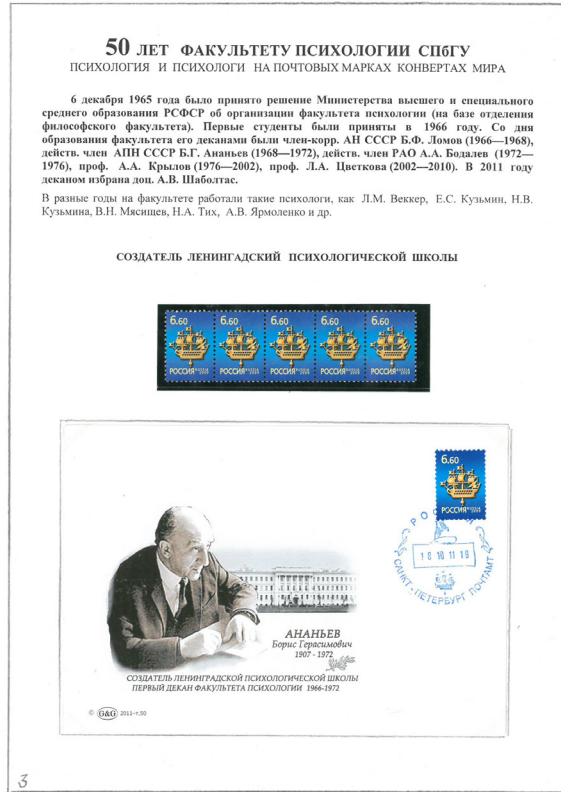 50 ЛЕТ ФАКУЛЬТЕТУ ПСИХОЛОГИИ СПбГУ
ПСИХОЛОГИЯ И ПСИХОЛОГИ НА ПОЧТОВЫХ МАРКАХ КОНВЕРТАХ МИРА
6 декабря 1965 года было принято решение Министерства высшего и специального
среднего образования РСФСР об организации факультета психологии (на базе отделения
философского факультета). Первые студенты были приняты в 1966 году. Со дня
образования факультета его деканами были член-корр. АН СССР Б.Ф. Ломов (1966—1968),
действ. член АПН СССР Б.Г. Ананьев (1968—1972), действ. член РАО А.А. Бодалев (1972—
1976), проф. А.А. Крылов (1976—2002), проф. Л.А. Цветкова (2002—2010). В 2011 году
деканом избрана доц. А.В. Шаболтас.
В разные годы на факультете работали такие психологи, как Л.М. Веккер, Е.С. Кузьмин, Н.В.
Кузьмина, В.Н. Мясищев, Н.А. Тих, А.В. Ярмоленко и др.
СОЗДАТЕЛЬ ЛЕНИНГАДСКИЙ ПСИХОЛОГИЧЕСКОЙ ШКОЛЫ
6.60 6.60 6.60 6.60 6.60
РОССИЯ РОССИЯ РОССИЯ РОССИЯ РОССИЯ
6.60
РОССИЯ
РОССИЯ
18 10 11 19
САНКТ-ПЕТЕРБУРГ ПОЧТАМТ
АНАНЬЕВ
Борис Герасимович
1907 - 1972
СОЗДАТЕЛЬ ЛЕНИНГРАДСКОЙ ПСИХОЛОГИЧЕСКОЙ ШКОЛЫ
ПЕРВЫЙ ДЕКАН ФАКУЛЬТЕТА ПСИХОЛОГИИ 1966-1972
© G&G 2011-т.50
3